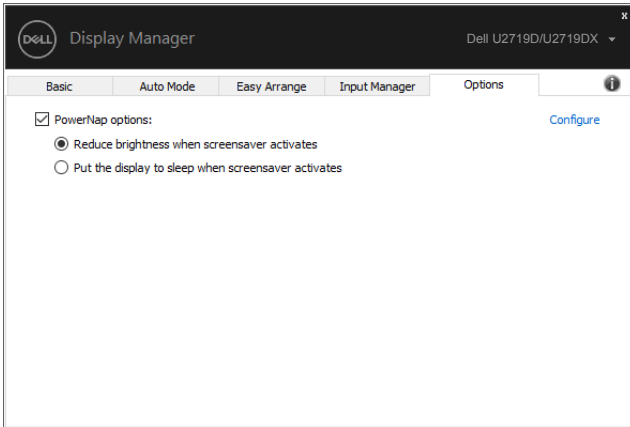 x
DELL Display Manager Dell U2719D/U2719DX
Basic Auto Mode Easy Arrange Input Manager Options i
PowerNap options: Configure
Reduce brightness when screensaver activates
Put the display to sleep when screensaver activates